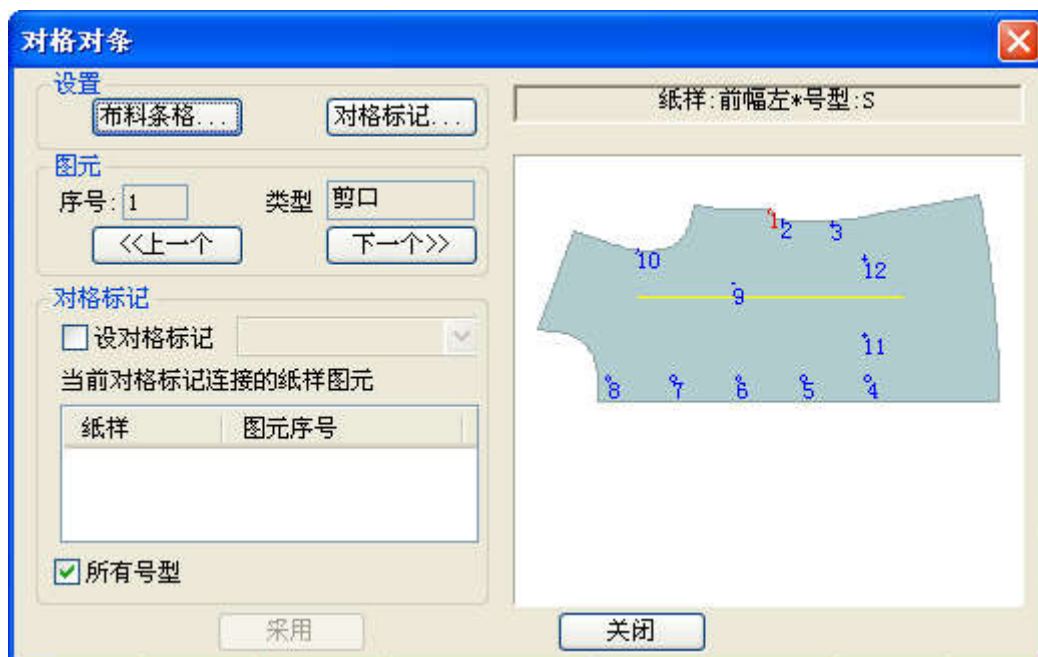 对格对条
设置
布料条格... 对格标记...
图元
序号: 1 类型 剪口
<<上一个 下一个>>
对格标记
设对格标记
当前对格标记连接的纸样图元
纸样 图元序号
所有号型
采用 关闭
纸样:前幅左*号型:S
1
2 3
10 12
9
11
8 7 6 5 4